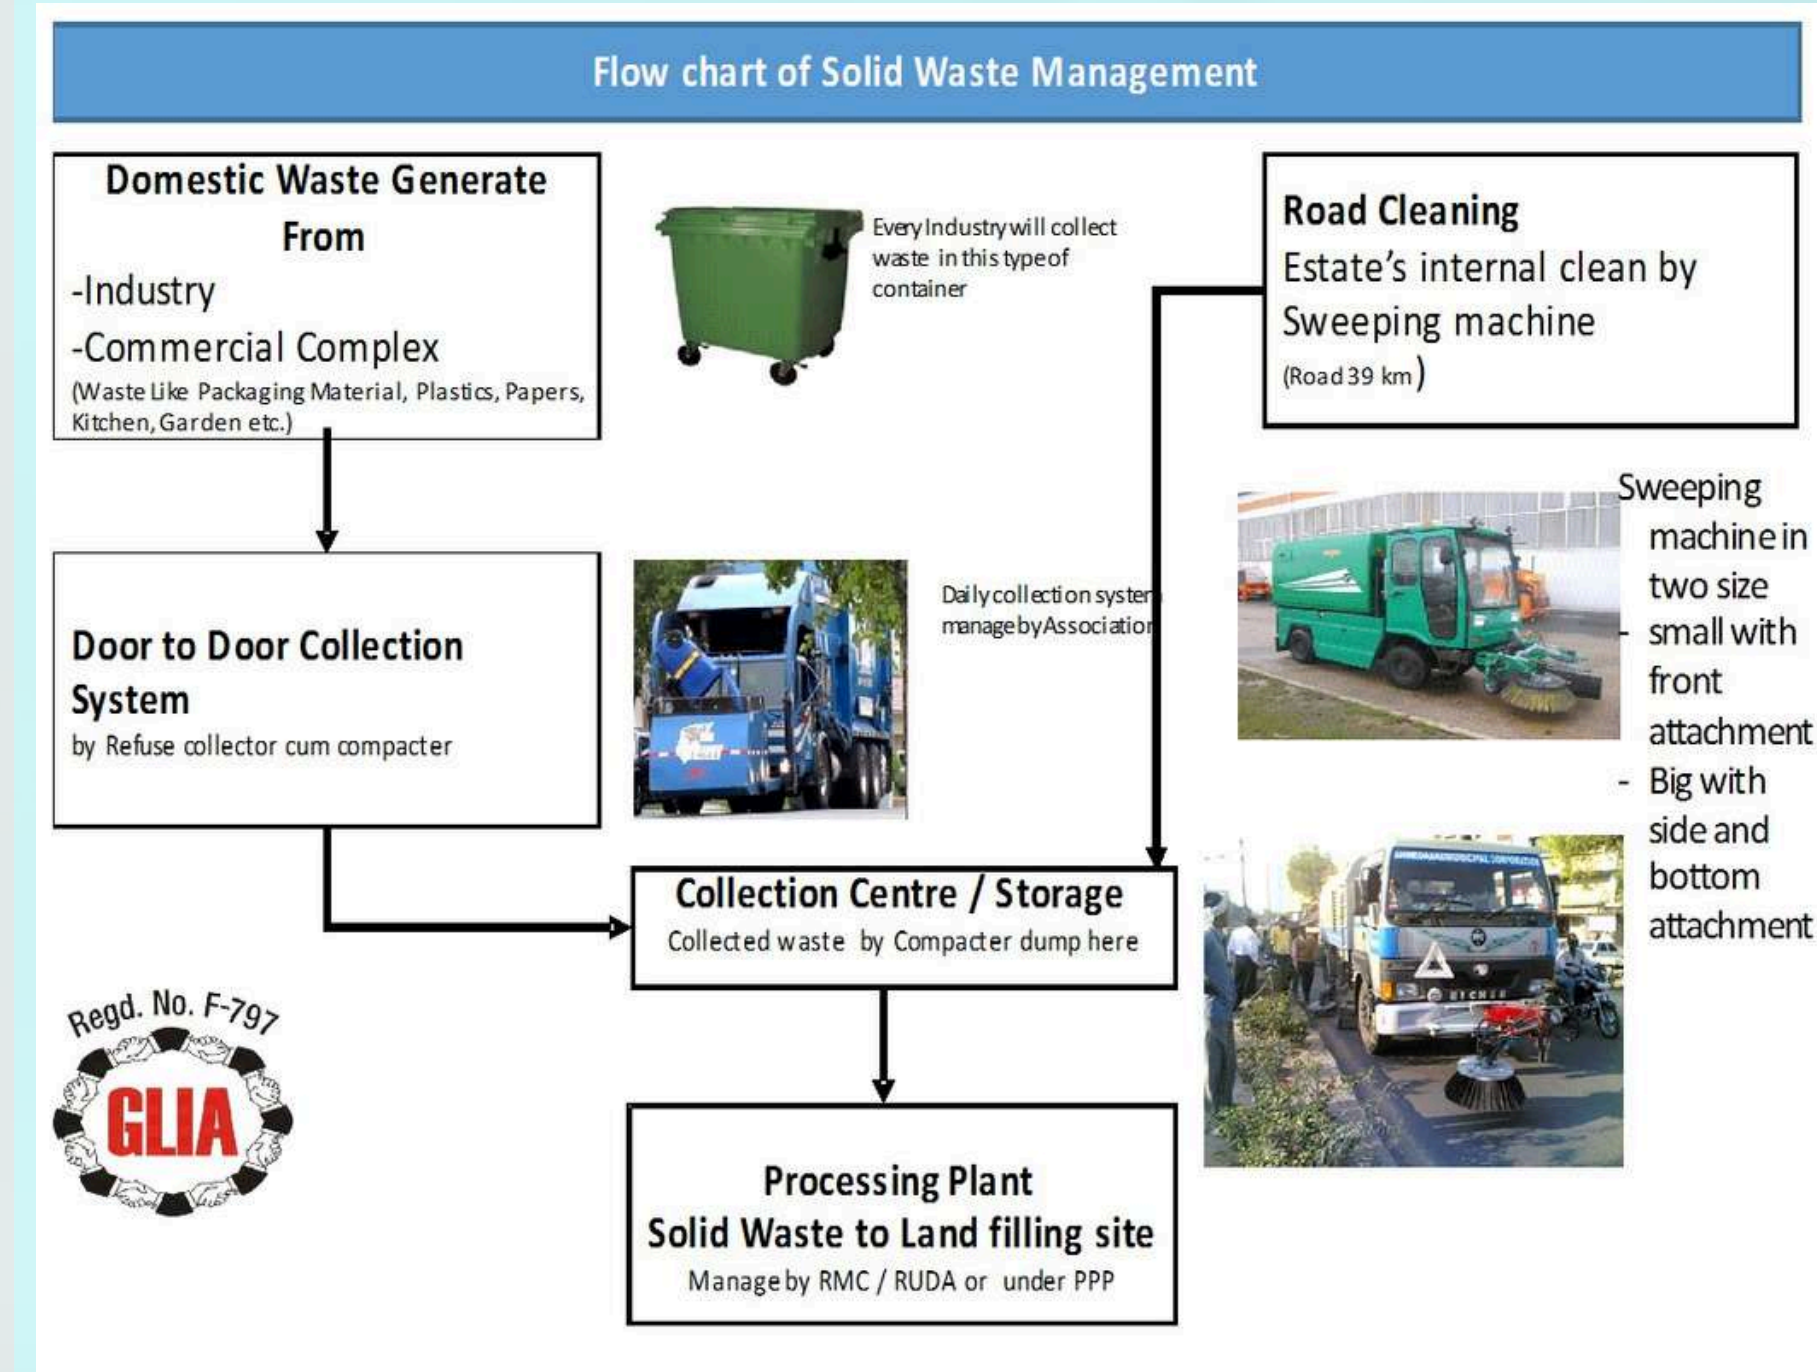 Flow chart of Solid Waste Management
Domestic Waste Generate
From
-Industry
-Commercial Complex
(Waste Like Packaging Material, Plastics, Papers,
Kitchen, Garden etc.)
Every Industry will collect
waste in this type of
container
Road Cleaning
Estate's internal clean by
Sweeping machine
(Road 39 km)
Door to Door Collection
System
by Refuse collector cum compacter
Daily collection system
manage by Association
Sweeping
machine in
two size
- small with
front
attachment
- Big with
side and
bottom
attachment
Collection Centre / Storage
Collected waste by Compacter dump here
EICHER
Regd. No. F-797
GLIA
Processing Plant
Solid Waste to Land filling site
Manage by RMC / RUDA or under PPP